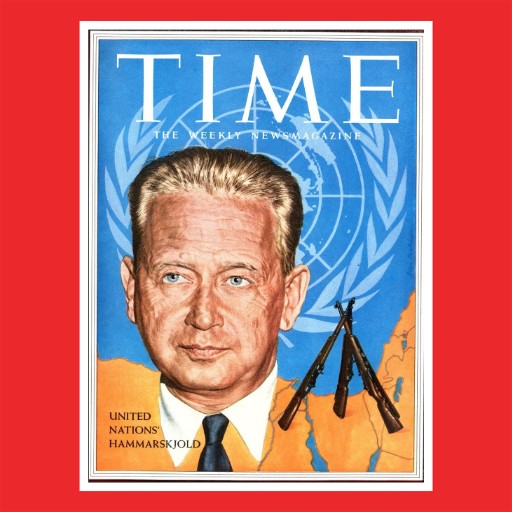 TIME
THE WEEKLY NEWSMAGAZINE
UNITED
NATIONS'
HAMMARSKJOLD